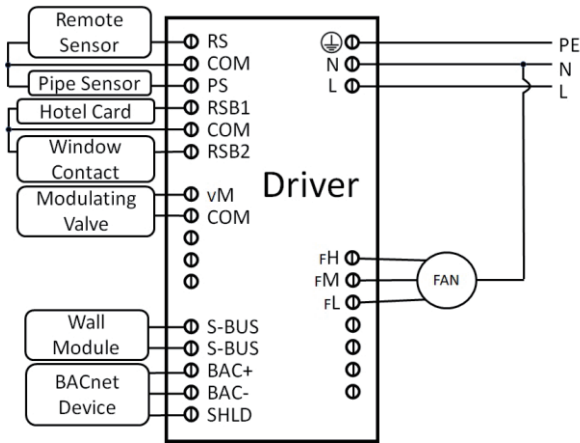 Remote
Sensor
Pipe Sensor
Hotel Card
Window
Contact
Modulating
Valve
Wall
Module
BACnet
Device
RS
COM
PS
RSB1
COM
RSB2
vM
COM
S-BUS
S-BUS
BAC+
BAC-
SHLD
Driver
N
L
FH
FM
FL
FAN
PE
N
L